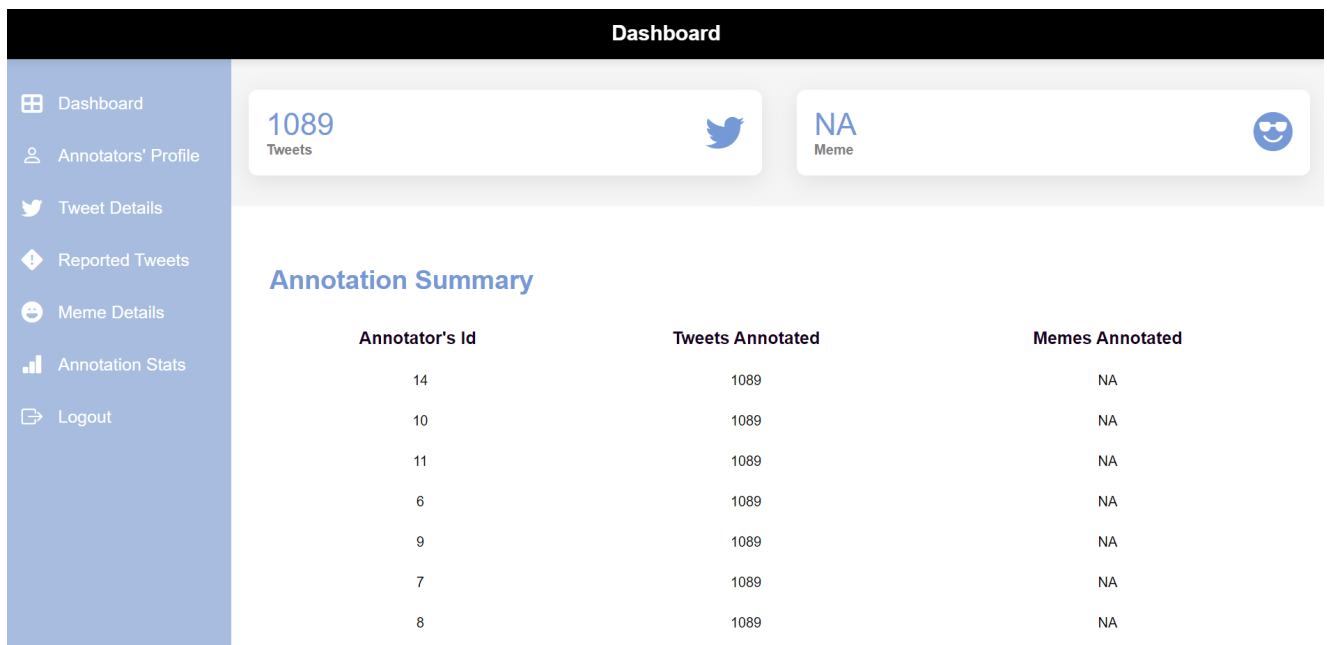 Dashboard
Dashboard
Annotators' Profile
Tweet Details
Reported Tweets
Meme Details
Annotation Stats
Logout
1089
Tweets
NA
Meme
Annotation Summary
Annotator's Id Tweets Annotated Memes Annotated
14 1089 NA
10 1089 NA
11 1089 NA
6 1089 NA
9 1089 NA
7 1089 NA
8 1089 NA